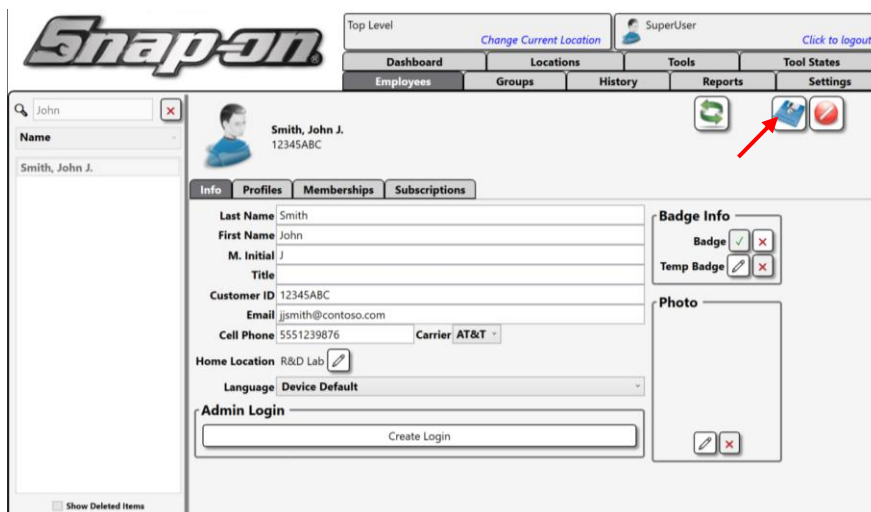 Snap-on
Top Level
Change Current Location
SuperUser
Click to logout
Dashboard Locations Tools Tool States
Employees Groups History Reports Settings
John
Name
Smith, John J.
Show Deleted Items
Smith, John J.
12345ABC
Info Profiles Memberships Subscriptions
Last Name Smith
First Name John
M. Initial J
Title
Customer ID 12345ABC
Email jjsmith@contoso.com
Cell Phone 5551239876 Carrier AT&T
Home Location R&D Lab
Language Device Default
Admin Login
Create Login
Badge Info
Badge
Temp Badge
Photo